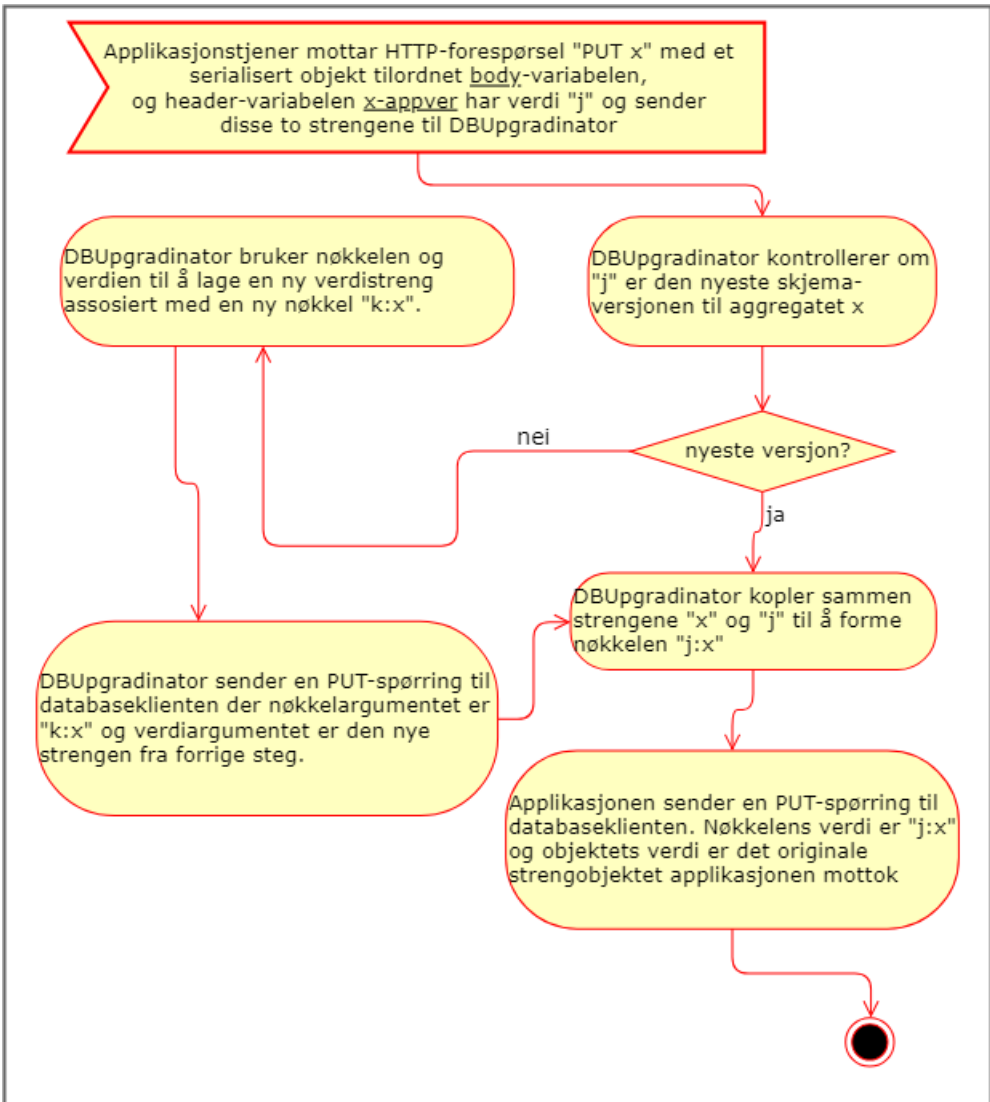 Applikasjonstjener mottar HTTP-forespørsel "PUT x" med et
serialisert objekt tilordnet body-variabelen,
og header-variabelen x-appver har verdi "j" og sender
disse to strengene til DBUpgradinator
DBUpgradinator kontrollerer om
"j" er den nyeste skjema-
versjonen til aggregatet x
nyeste versjon?
nei
ja
DBUpgradinator bruker nøkkelen og
verdien til å lage en ny verdistreng
assosiert med en ny nøkkel "k:x".
DBUpgradinator sender en PUT-spørring til
databaseklienten der nøkkelargumentet er
"k:x" og verdiargumentet er den nye
strengen fra forrige steg.
DBUpgradinator kopler sammen
strengene "x" og "j" til å forme
nøkkelen "j:x"
Applikasjonen sender en PUT-spørring til
databaseklienten. Nøkkelens verdi er "j:x"
og objektets verdi er det originale
strengobjektet applikasjonen mottok